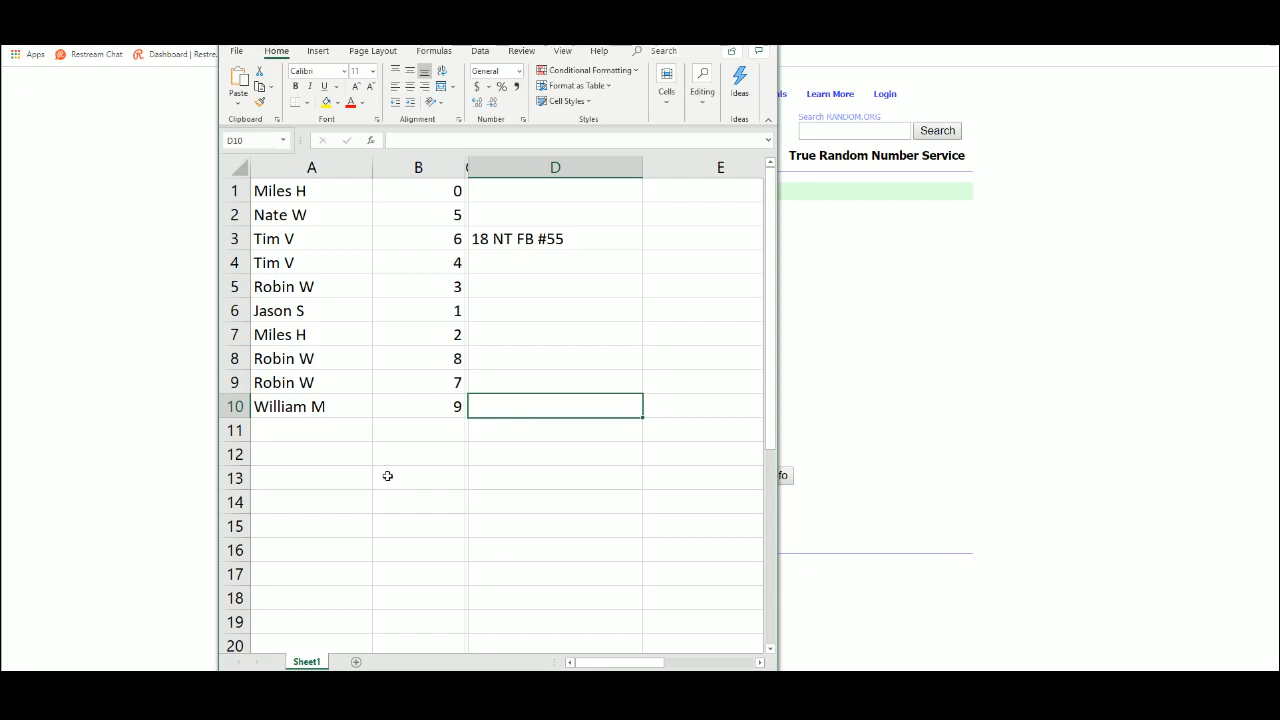 Apps Restream Chat Dashboard | Restre
File Home Insert Page Layout Formulas Data Review View Help Search
Learn More Login
Search RANDOM.ORG
Search
True Random Number Service
Paste
Calibri 11
B I U
General
$ % ,
Conditional Formatting
Format as Table
Cell Styles
Cells
Editing
Ideas
Clipboard Font Alignment Number Styles Ideas
D10 fx
A B D E
1 Miles H 0
2 Nate W 5
3 Tim V 6 18 NT FB #55
4 Tim V 4
5 Robin W 3
6 Jason S 1
7 Miles H 2
8 Robin W 8
9 Robin W 7
10 William M 9
11
12
13
14
15
16
17
18
19
20
Sheet1